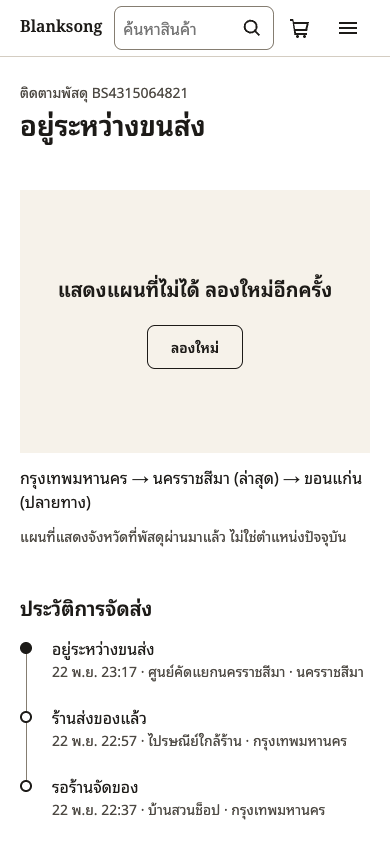 Blanksong
ค้นหาสินค้า
ติดตามพัสดุ BS4315064821
อยู่ระหว่างขนส่ง
แสดงแผนที่ไม่ได้ ลองใหม่อีกครั้ง
ลองใหม่
กรุงเทพมหานคร → นครราชสีมา (ล่าสุด) → ขอนแก่น
(ปลายทาง)
แผนที่แสดงจังหวัดที่พัสดุผ่านมาแล้ว ไม่ใช่ตำแหน่งปัจจุบัน
ประวัติการจัดส่ง
อยู่ระหว่างขนส่ง
22 พ.ย. 23:17 · ศูนย์คัดแยกนครราชสีมา · นครราชสีมา
ร้านส่งของแล้ว
22 พ.ย. 22:57 · ไปรษณีย์ใกล้ร้าน · กรุงเทพมหานคร
รอร้านจัดของ
22 พ.ย. 22:37 · บ้านสวนช็อป · กรุงเทพมหานคร